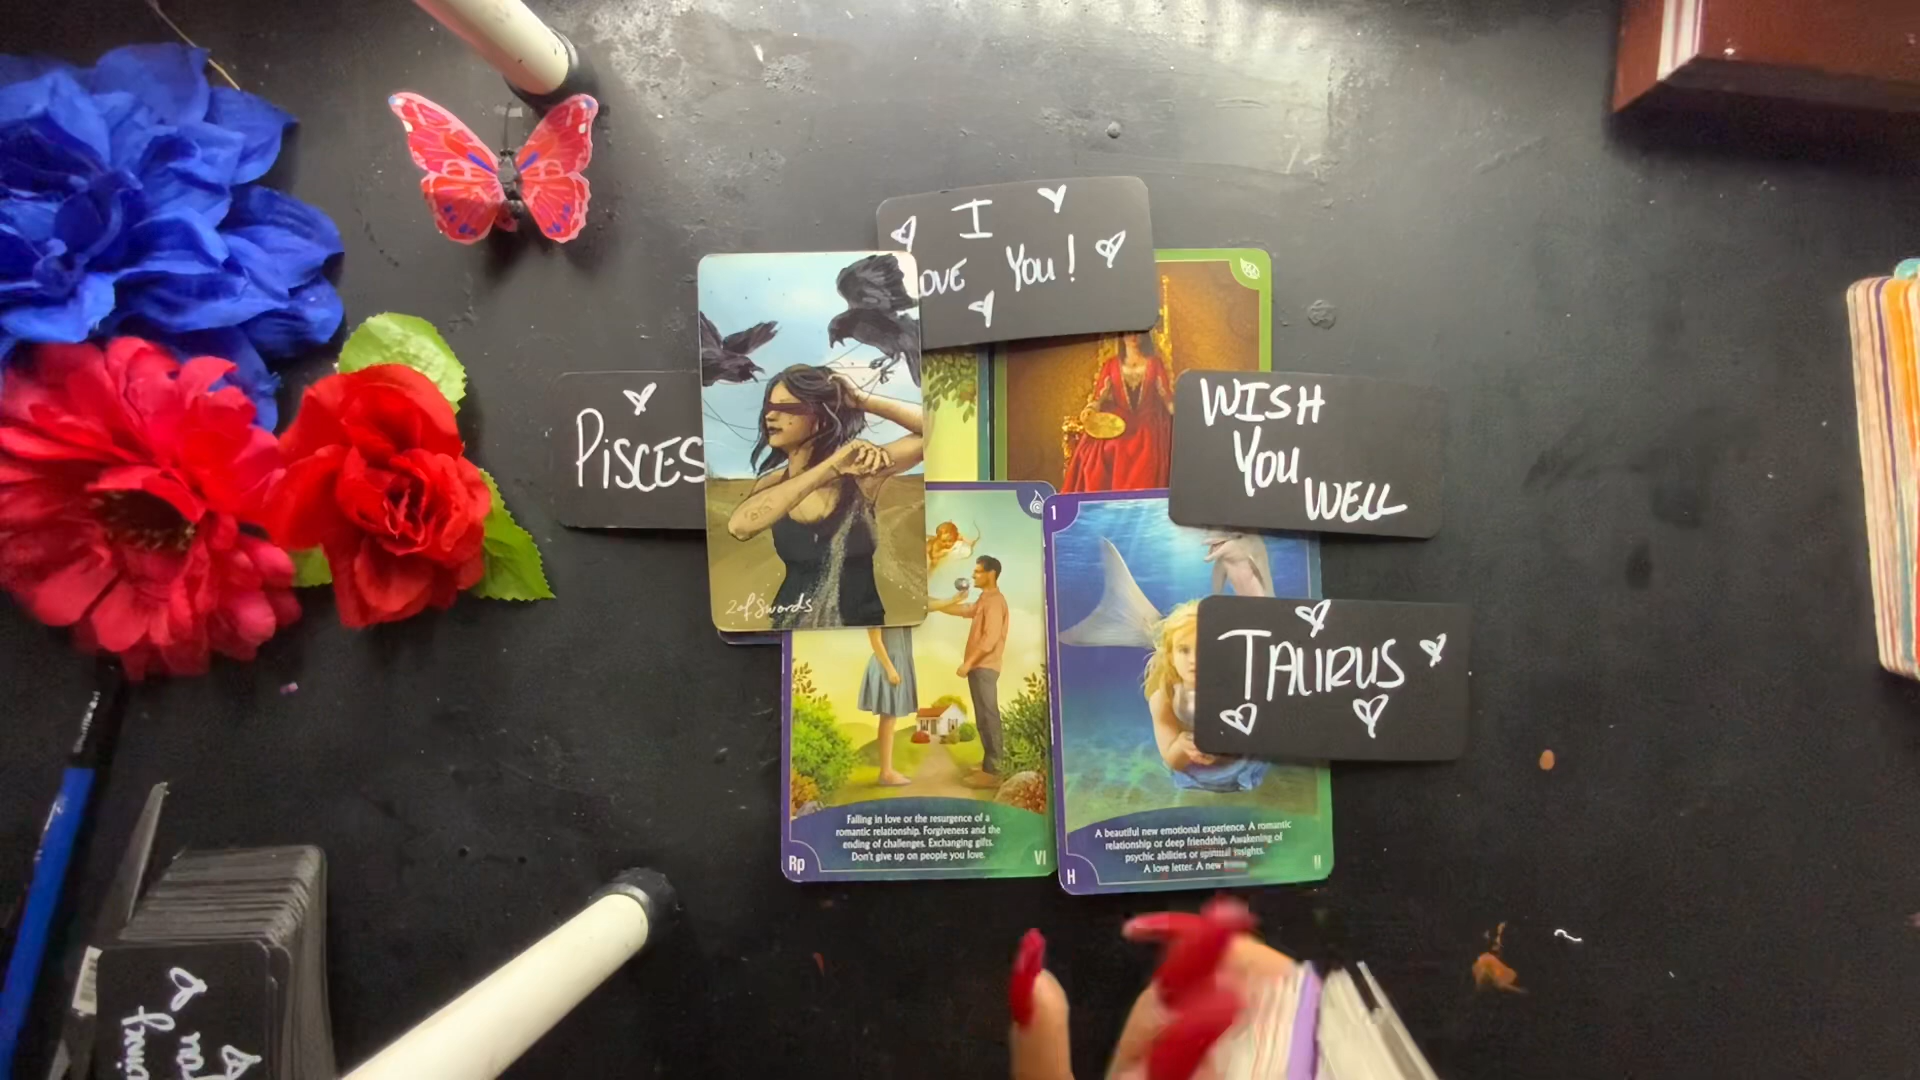 I
LOVE YOU!
PISCES
WISH
YOU
WELL
2 of Swords
1
TAURUS
Falling in love or the resurgence of a
romantic relationship. Forgiveness and the
ending of challenges. Exchanging gifts.
Don't give up on people you love.
Rp
VI
A beautiful new emotional experience. A romantic
relationship or deep friendship. Awakening of
psychic abilities or spiritual insights.
A love letter. A new
H
II